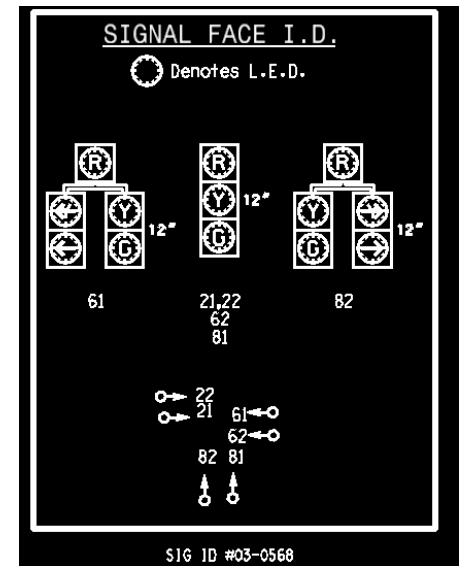 SIGNAL FACE I.D.
Denotes L.E.D.
R R R
Y Y Y
12"
G G G
12" 12"
61 21,22 82
62
81
22
21 61
62
82 81
SIG ID #03-0568